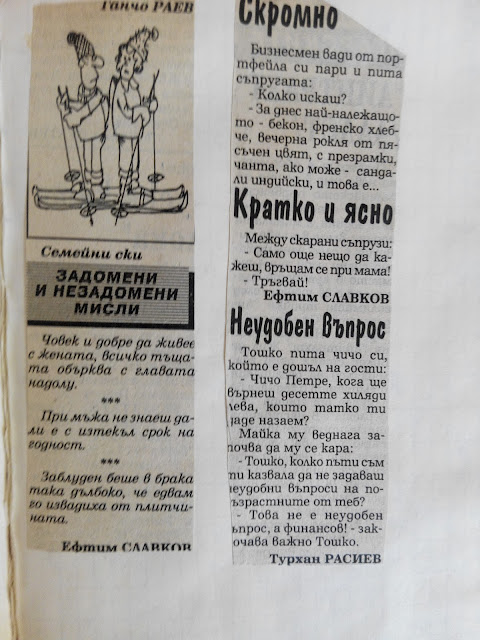 Ганчо РАЕВ
Семейни ски
ЗАДОМЕНИ
И НЕЗАДОМЕНИ
МИСЛИ
Човек и добре да живее
с жената, всичко тъща-
та обърква с главата
надолу.
***
При мъжа не знаеш да-
ли е с изтекъл срок на
годност.
***
Заблуден беше в брака
така дълбоко, че едвам
го извадиха от плитчи-
ната.
Ефтим СЛАВКОВ
Скромно
Бизнесмен вади от пор-
тфейла си пари и пита
съпругата:
- Колко искаш?
- За днес най-належащо-
то - бекон, френско хлеб-
че, вечерна рокля от пя-
съчен цвят, с презрамки,
чанта, ако може - санда-
ли индийски, и това е...
Кратко и ясно
Между скарани съпрузи:
- Само още нещо да ка-
жеш, връщам се при мама!
- Тръгвай!
Ефтим СЛАВКОВ
Неудобен въпрос
Тошко пита чичо си,
който е дошъл на гости:
- Чичо Петре, кога ще
върнеш десетте хиляди
лева, които татко ти
даде назаем?
Майка му веднага за-
почва да му се кара:
- Тошко, колко пъти съм
ти казвала да не задаваш
неудобни въпроси на по-
възрастните от теб?
- Това не е неудобен
въпрос, а финансов! - зак-
лючава важно Тошко.
Турхан РАСИЕВ